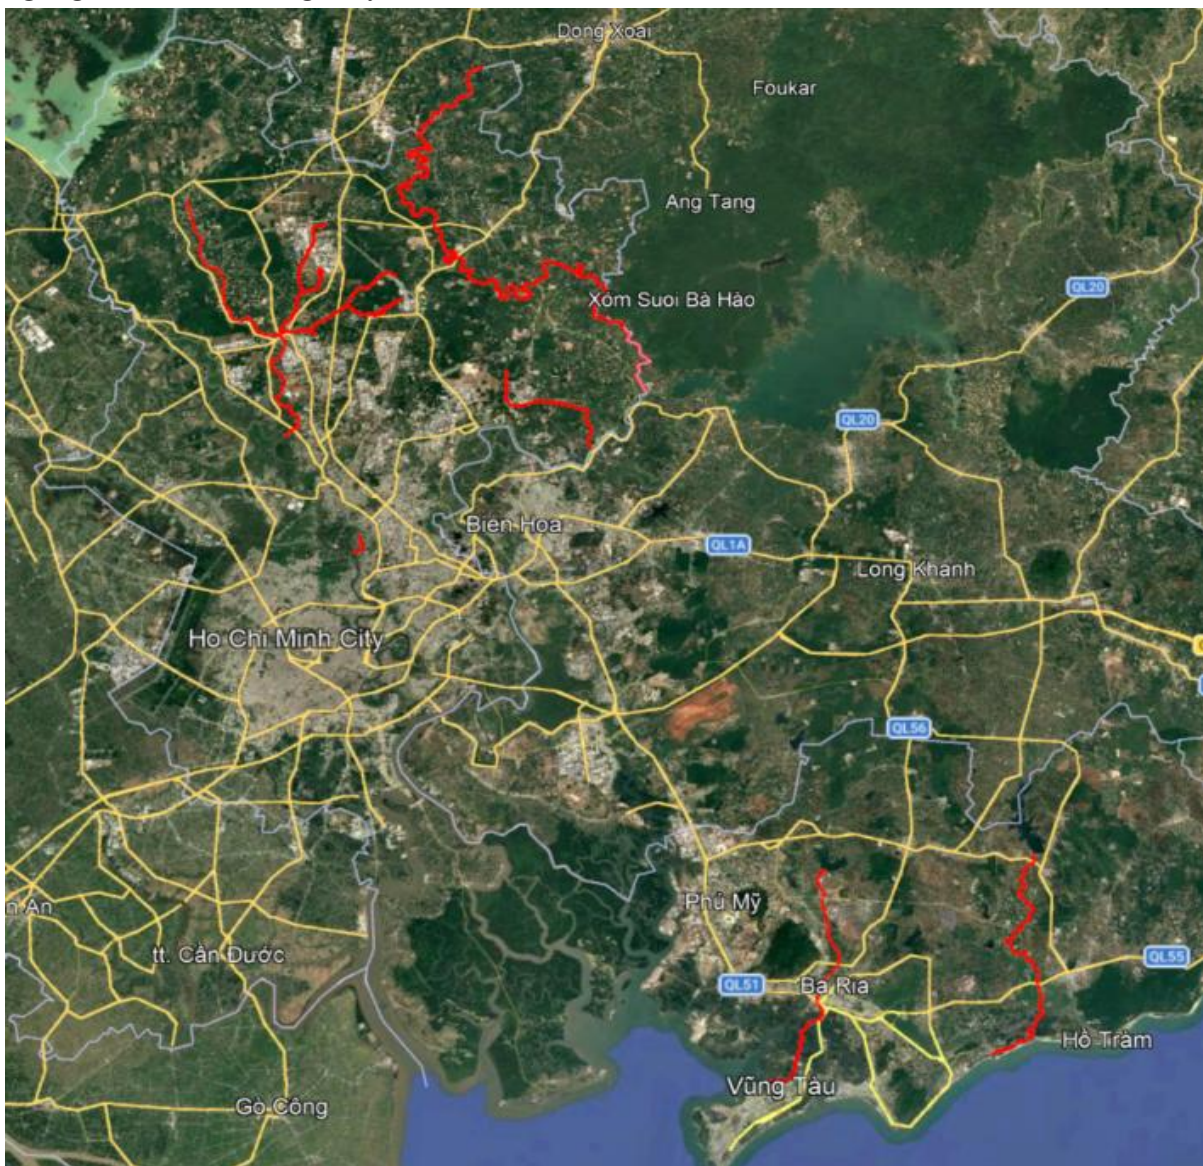 Dong Xoai
Foukar
Ang Tang
QL20
Xóm Suoi Bà Hào
QL20
Bien Hoa
QL1A
Long Khanh
Ho Chi Minh City
QL56
n An
Phú Mỹ
tt. Cần Đước
QL55
QL51
Ba Ria
Hồ Tràm
Vũng Tàu
Gò Công